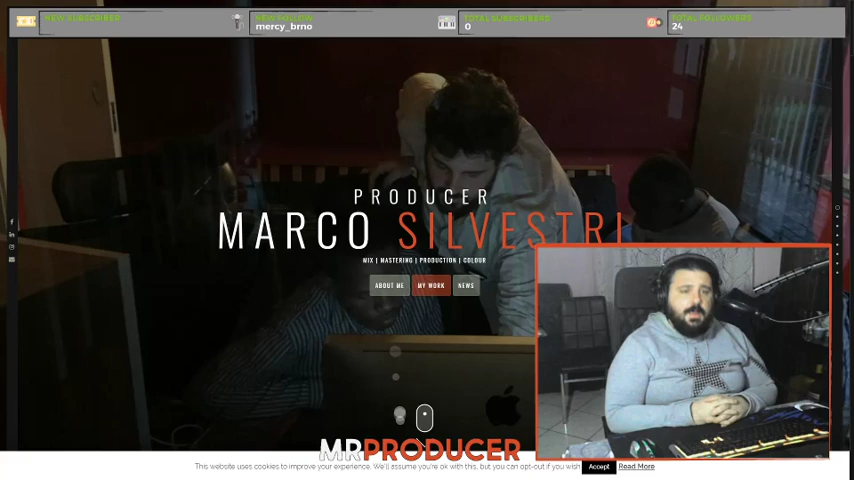 NEW SUBSCRIBER
NEW FOLLOW
mercy_brno
TOTAL SUBSCRIBERS
0
TOTAL FOLLOWERS
24
PRODUCER
MARCO SILVESTRI
MIX | MASTERING | PRODUCTION | COLOUR
ABOUT ME
MY WORK
NEWS
MRPRODUCER
This website uses cookies to improve your experience. We'll assume you're ok with this, but you can opt-out if you wish
Accept
Read More